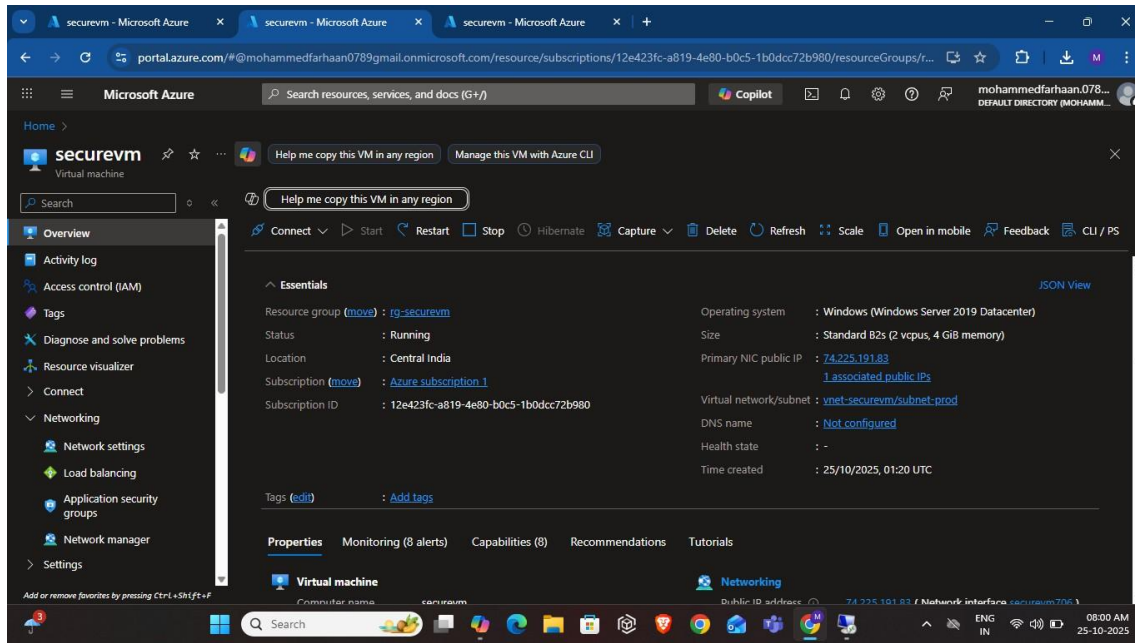 securevm - Microsoft Azure
securevm - Microsoft Azure
securevm - Microsoft Azure
portal.azure.com/#@mohammedfarhaan0789gmail.onmicrosoft.com/resource/subscriptions/12e423fc-a819-4e80-b0c5-1b0dcc72b980/resourceGroups/r...
M
Microsoft Azure
Search resources, services, and docs (G+/)
Copilot
mohammedfarhaan.078...
DEFAULT DIRECTORY (MOHAMM...
Home >
securevm
Virtual machine
Help me copy this VM in any region
Manage this VM with Azure CLI
Search
Help me copy this VM in any region
Connect Start Restart Stop Hibernate Capture Delete Refresh Scale Open in mobile Feedback CLI / PS
Overview
Activity log
Access control (IAM)
Tags
Diagnose and solve problems
Resource visualizer
Connect
Networking
Network settings
Load balancing
Application security
groups
Network manager
Settings
Add or remove favorites by pressing Ctrl+Shift+F
Essentials
JSON View
Resource group (move) : rg-securevm
Status : Running
Location : Central India
Subscription (move) : Azure subscription 1
Subscription ID : 12e423fc-a819-4e80-b0c5-1b0dcc72b980
Operating system : Windows (Windows Server 2019 Datacenter)
Size : Standard B2s (2 vcpus, 4 GiB memory)
Primary NIC public IP : 74.225.191.83
1 associated public IPs
Virtual network/subnet : vnet-securevm/subnet-prod
DNS name : Not configured
Health state : -
Time created : 25/10/2025, 01:20 UTC
Tags (edit) : Add tags
Properties Monitoring (8 alerts) Capabilities (8) Recommendations Tutorials
Virtual machine
Computer name securevm
Networking
Public IP address 74.225.191.83 ( Network interface securevm706 )
3
Search
M
ENG
IN
08:00 AM
25-10-2025